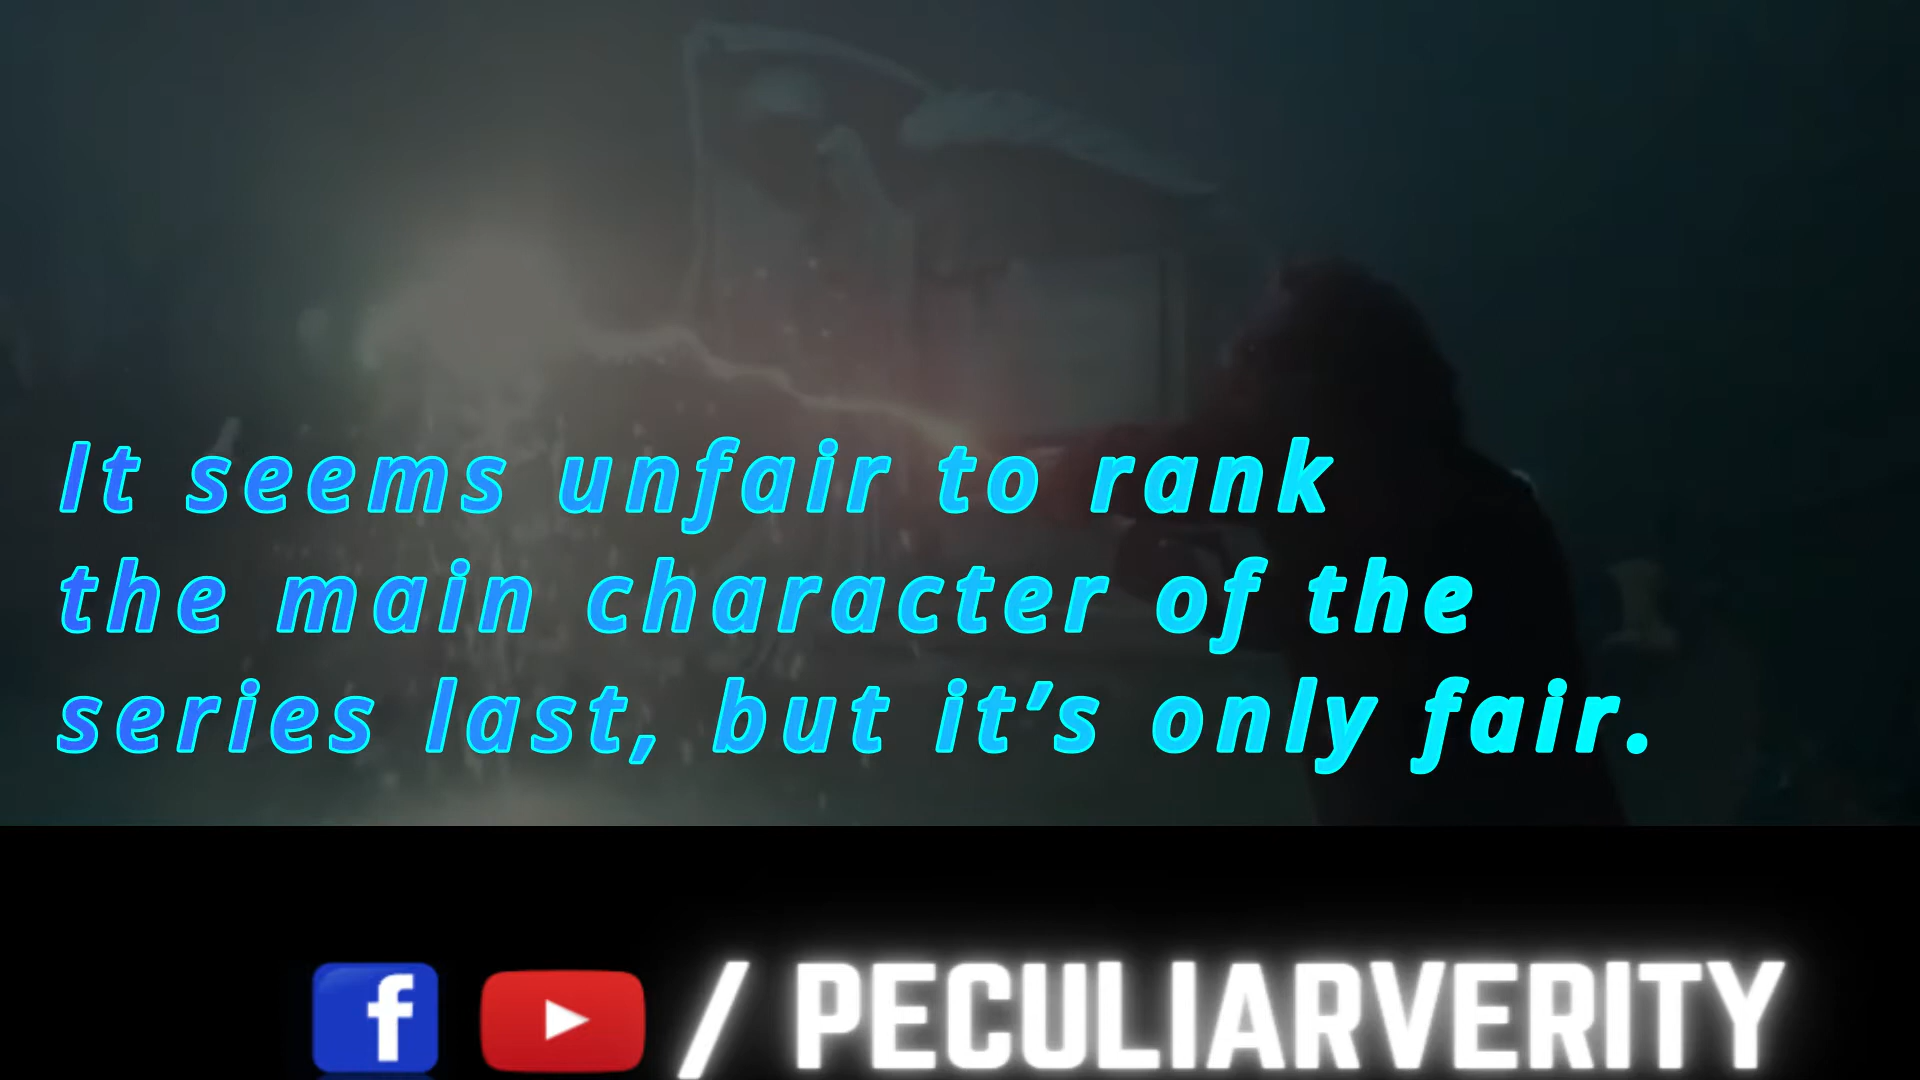 It seems unfair to rank
the main character of the
series last, but it’s only fair.
f / PECULIARVERITY